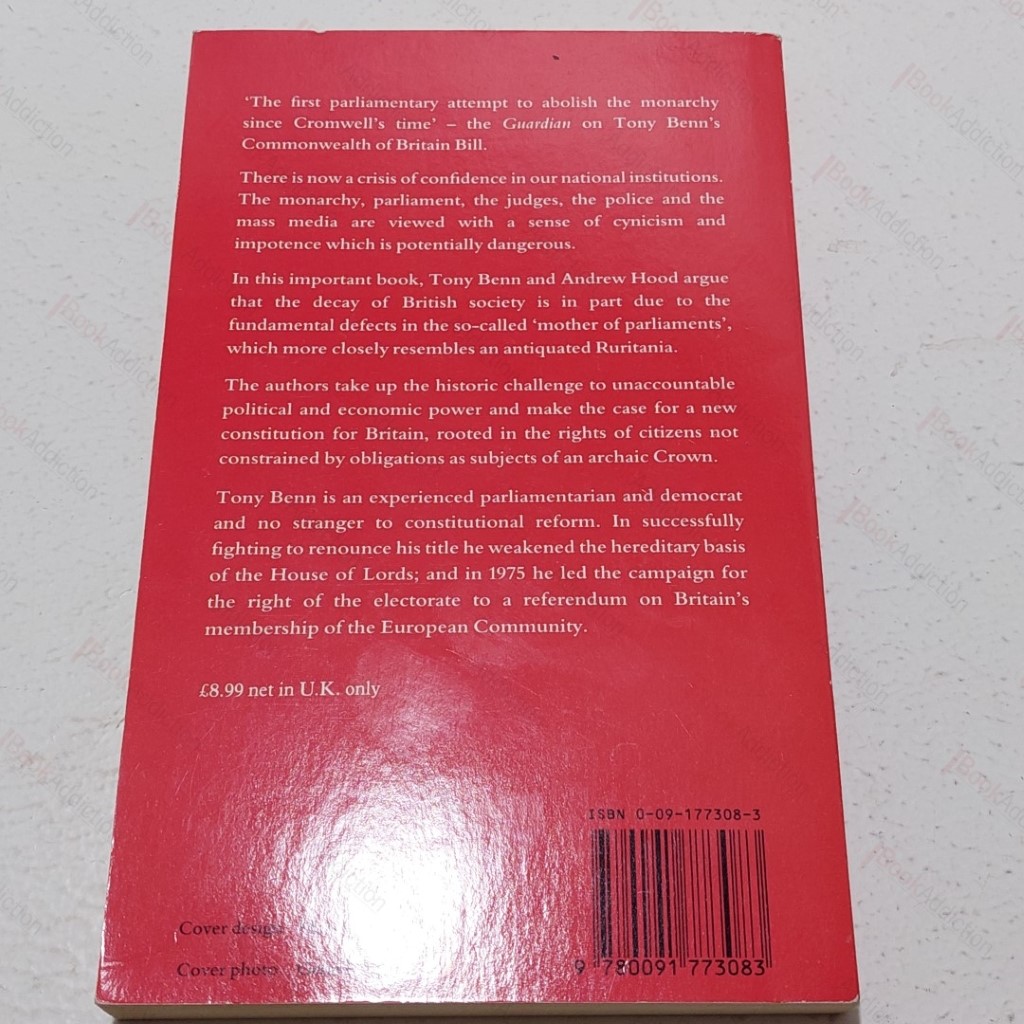 ‘The first parliamentary attempt to abolish the monarchy
since Cromwell’s time’ – the Guardian on Tony Benn’s
Commonwealth of Britain Bill.
There is now a crisis of confidence in our national institutions.
The monarchy, parliament, the judges, the police and the
mass media are viewed with a sense of cynicism and
impotence which is potentially dangerous.
In this important book, Tony Benn and Andrew Hood argue
that the decay of British society is in part due to the
fundamental defects in the so-called ‘mother of parliaments’,
which more closely resembles an antiquated Ruritania.
The authors take up the historic challenge to unaccountable
political and economic power and make the case for a new
constitution for Britain, rooted in the rights of citizens not
constrained by obligations as subjects of an archaic Crown.
Tony Benn is an experienced parliamentarian and democrat
and no stranger to constitutional reform. In successfully
fighting to renounce his title he weakened the hereditary basis
of the House of Lords; and in 1975 he led the campaign for
the right of the electorate to a referendum on Britain’s
membership of the European Community.
£8.99 net in U.K. only
ISBN 0-09-177308-3
Cover design
Cover photo
9 780091 773083
BookAddiction